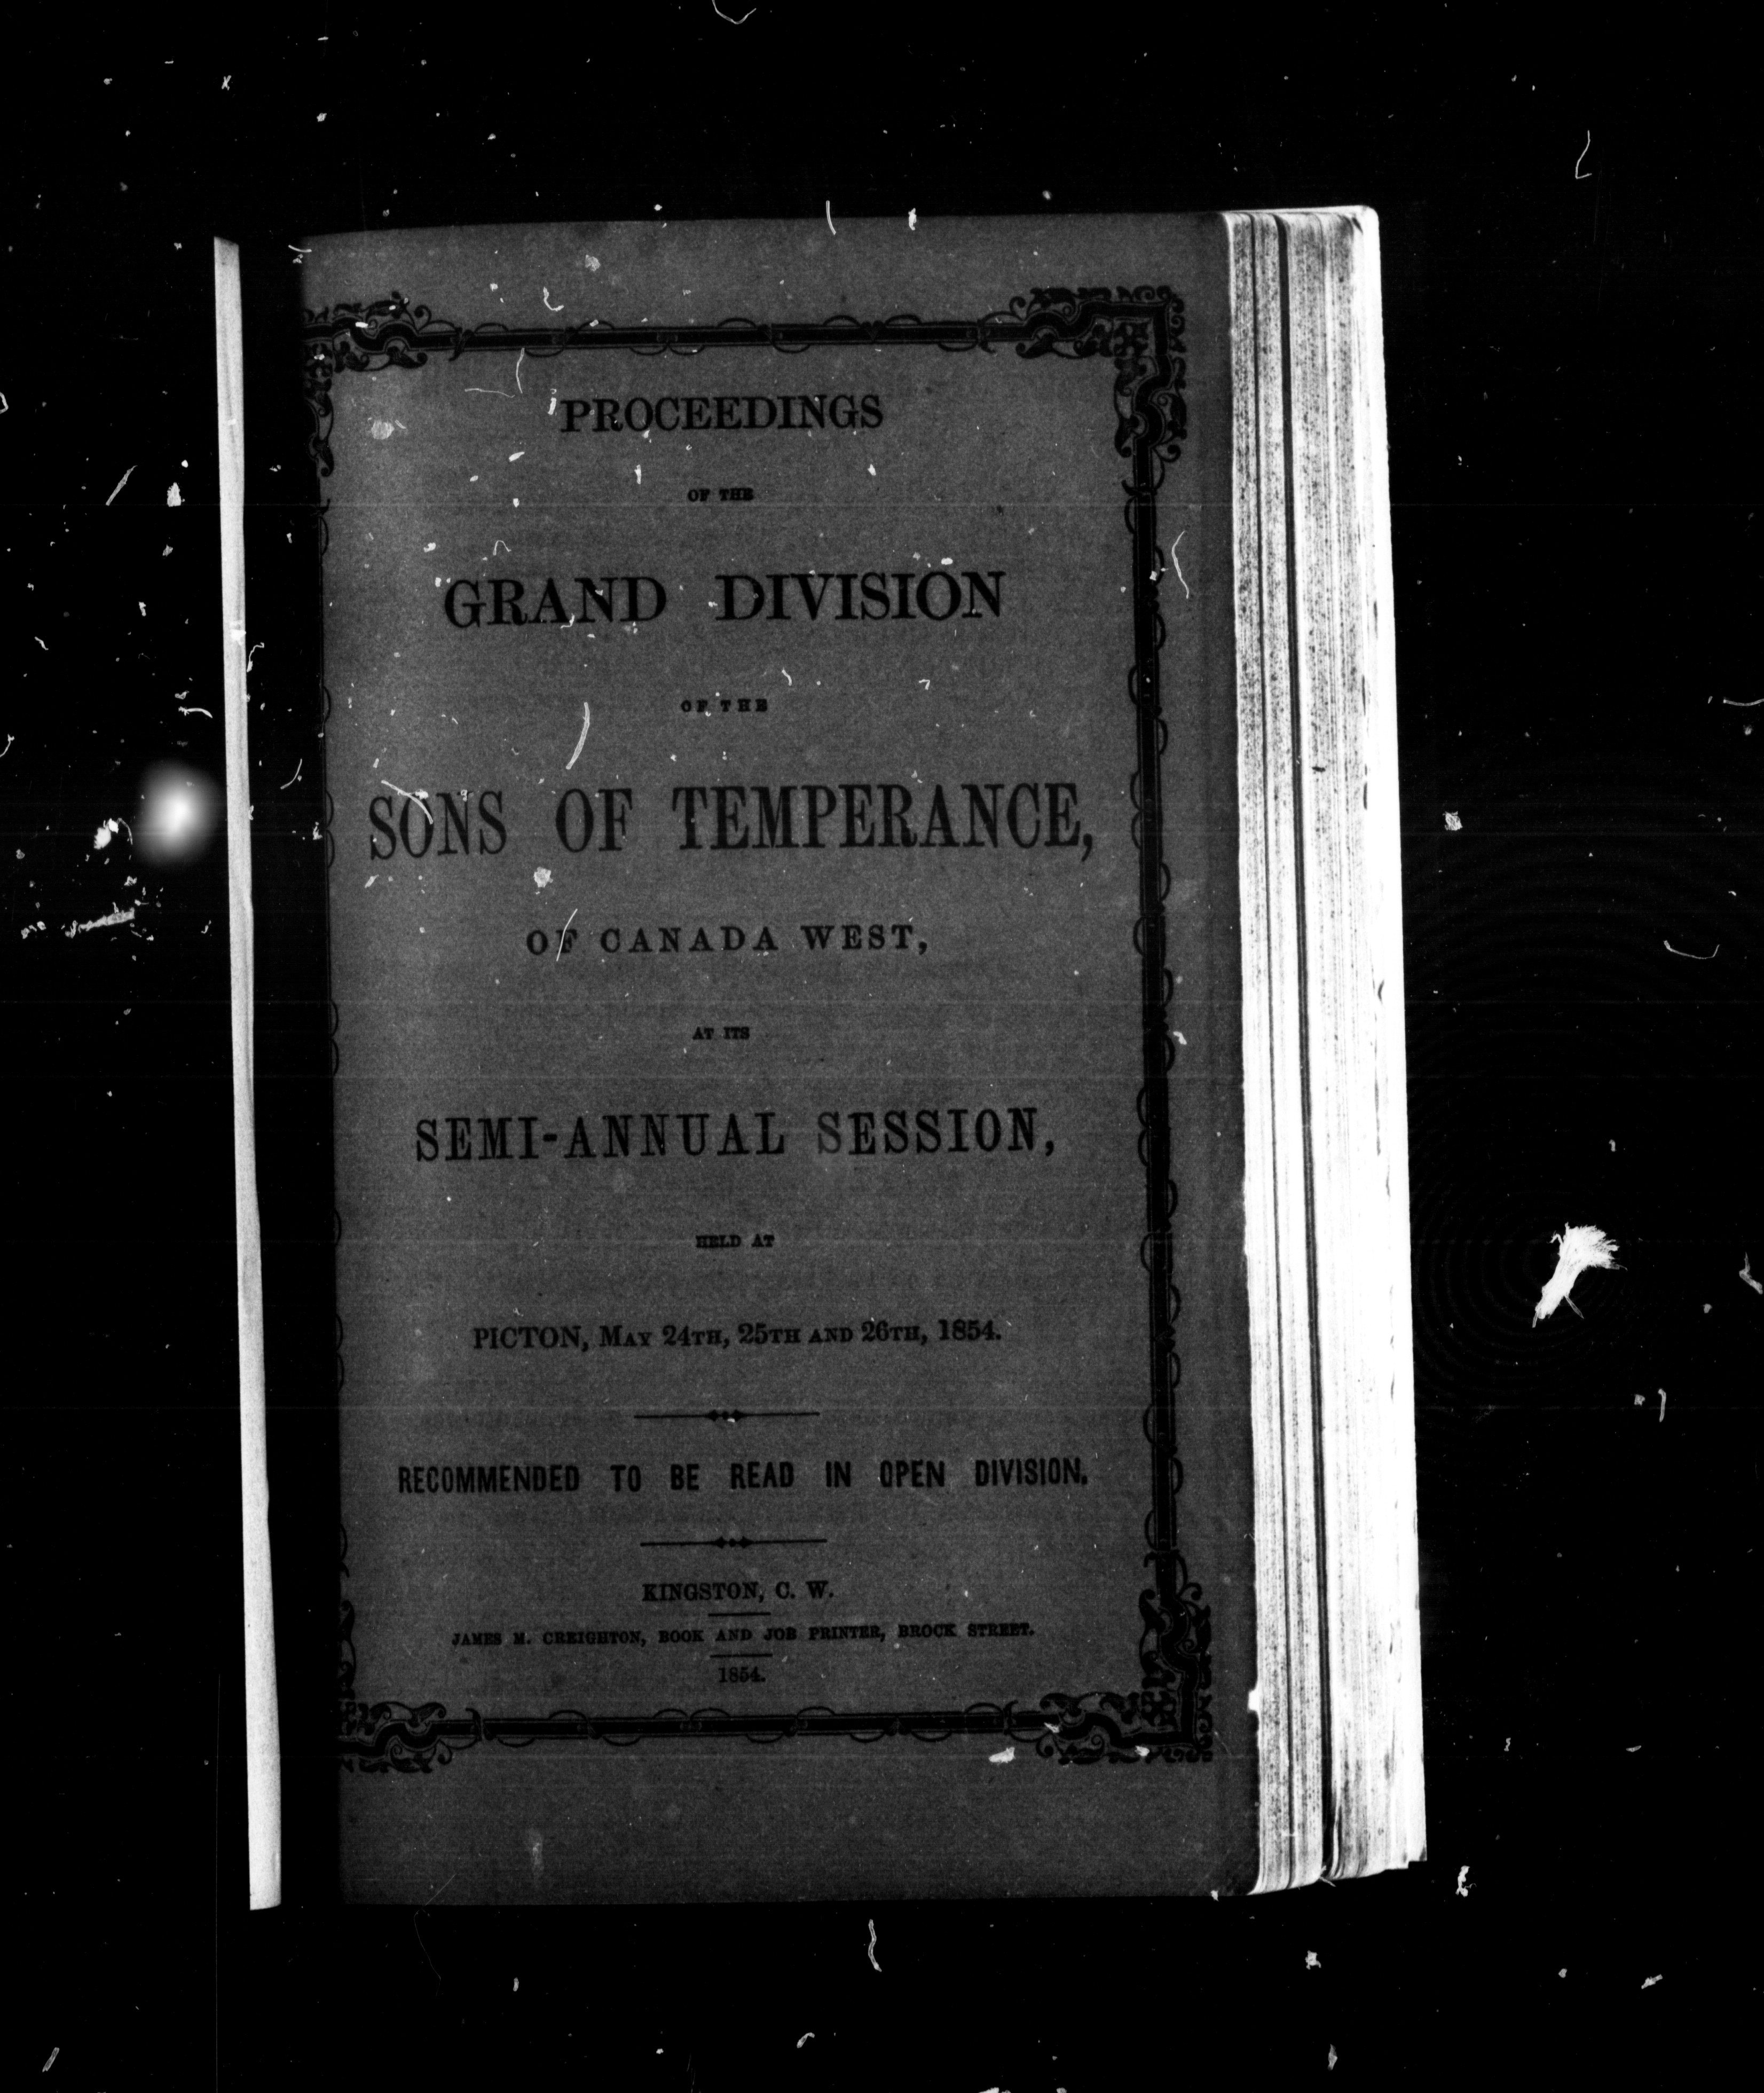 PROCEEDINGS
OF THE
GRAND DIVISION
OF THE
SONS OF TEMPERANCE,
OF CANADA WEST,
AT ITS
SEMI-ANNUAL SESSION,
HELD AT
PICTON, MAY 24TH, 25TH AND 26TH, 1854.
RECOMMENDED TO BE READ IN OPEN DIVISION.
KINGSTON, C. W.
JAMES M. CREIGHTON, BOOK AND JOB PRINTER, BROCK STREET.
1854.